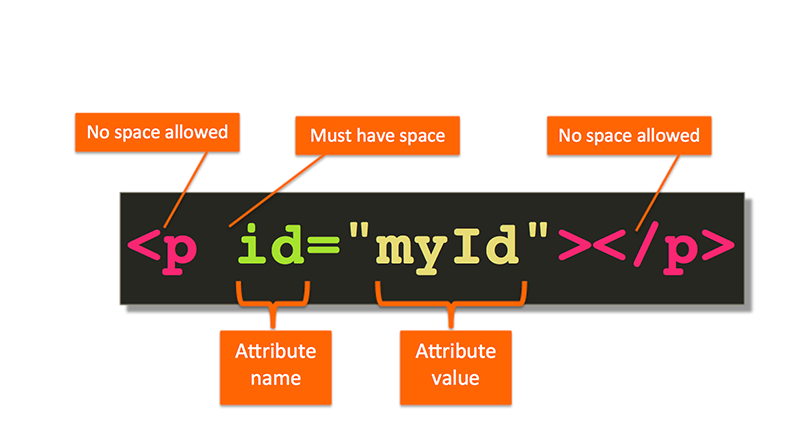 No space allowed
Must have space
No space allowed
<p id="myId"></p>
Attribute
name
Attribute
value